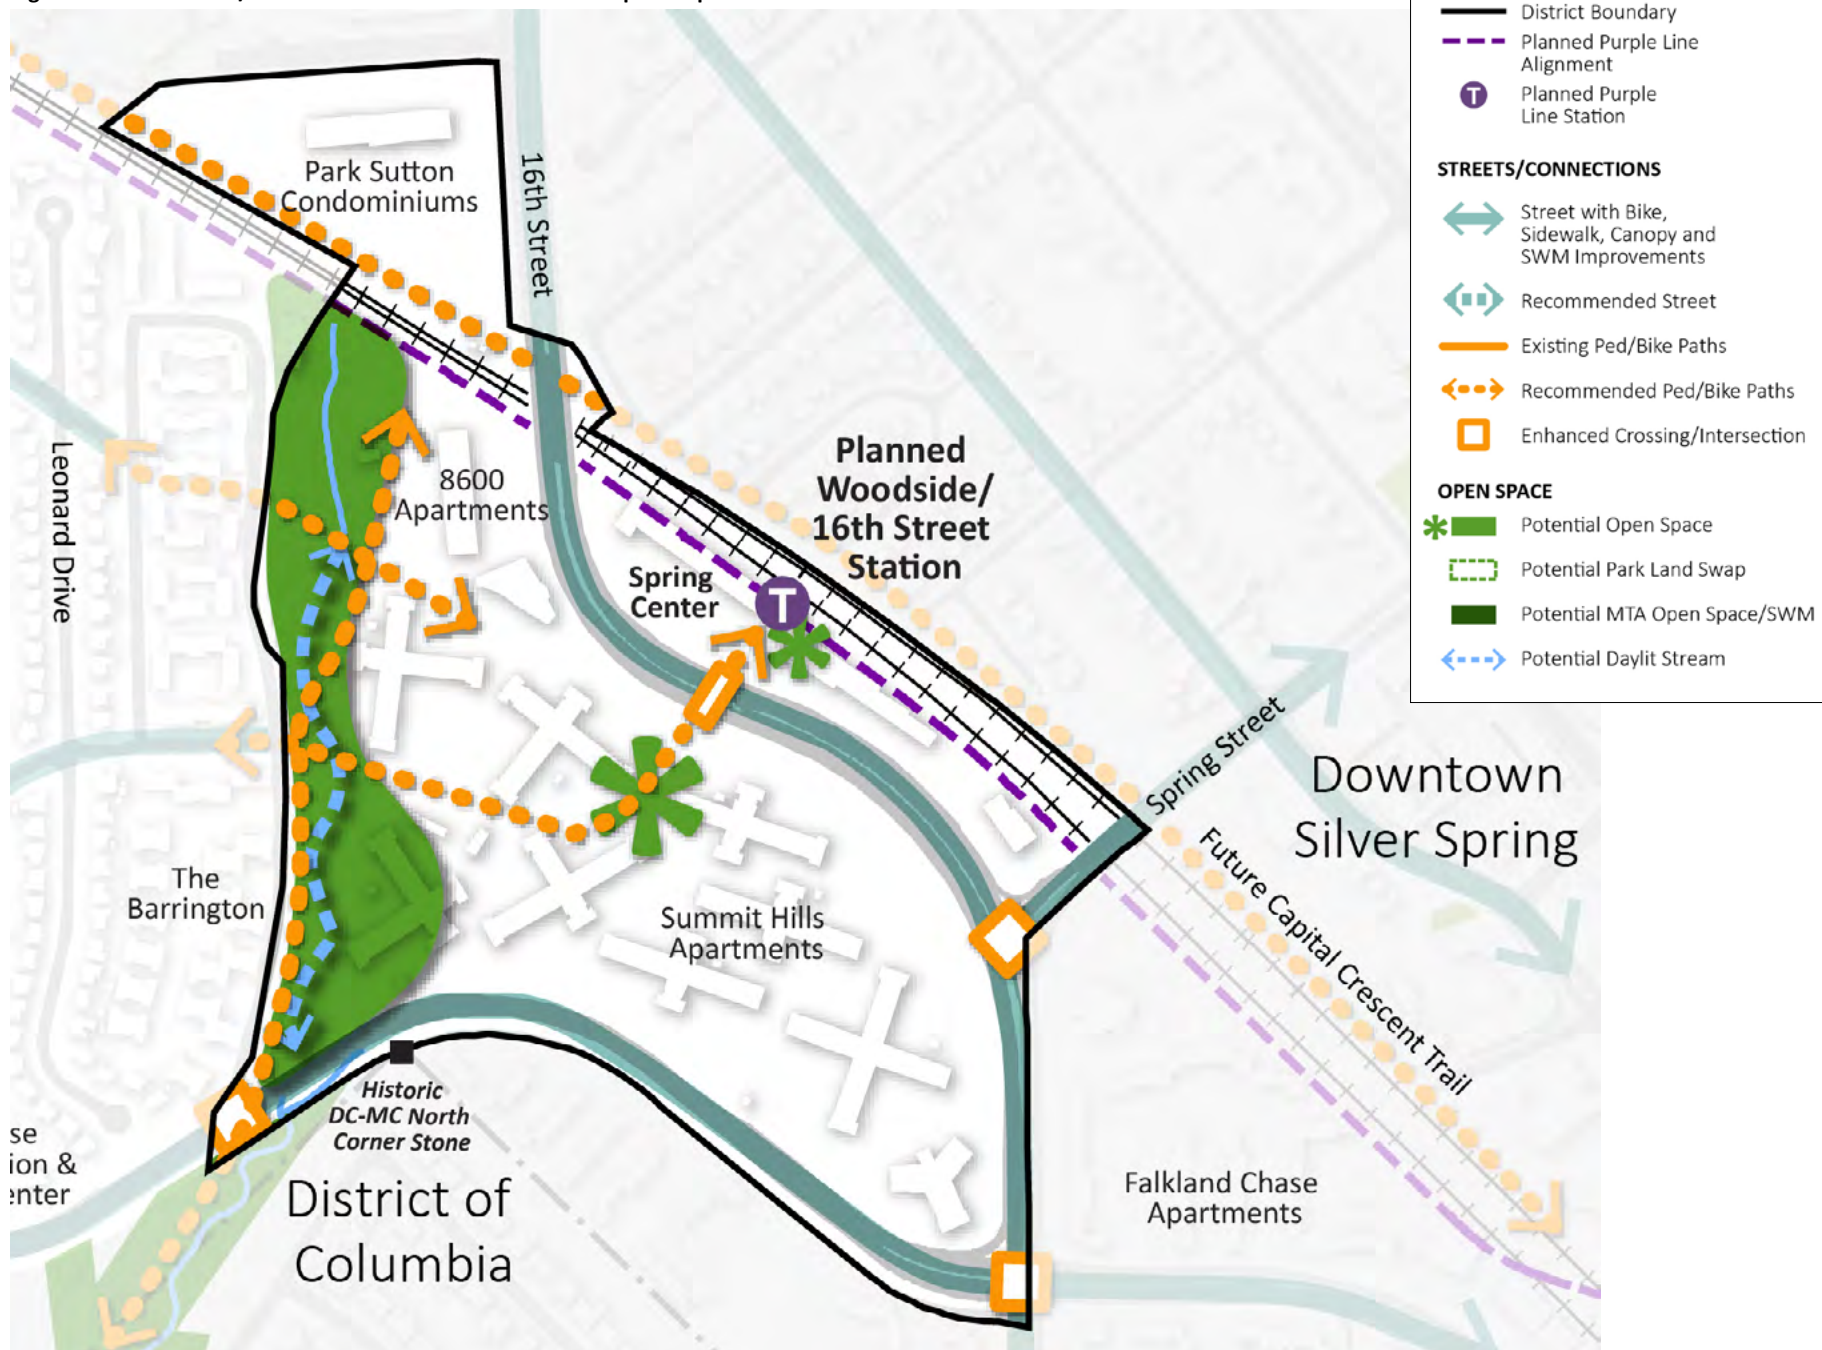 District Boundary
Planned Purple Line
Alignment
T
Planned Purple
Line Station
STREETS/CONNECTIONS
Street with Bike,
Sidewalk, Canopy and
SWM Improvements
Recommended Street
Existing Ped/Bike Paths
Recommended Ped/Bike Paths
Enhanced Crossing/Intersection
OPEN SPACE
Potential Open Space
Potential Park Land Swap
Potential MTA Open Space/SWM
Potential Daylit Stream
Park Sutton
Condominiums
16th Street
Leonard Drive
8600
Apartments
Planned
Woodside/
16th Street
Station
Spring
Center
T
Spring Street
Downtown
Silver Spring
Future Capital Crescent Trail
The
Barrington
Summit Hills
Apartments
Historic
DC-MC North
Corner Stone
se
ion &
enter
District of
Columbia
Falkland Chase
Apartments